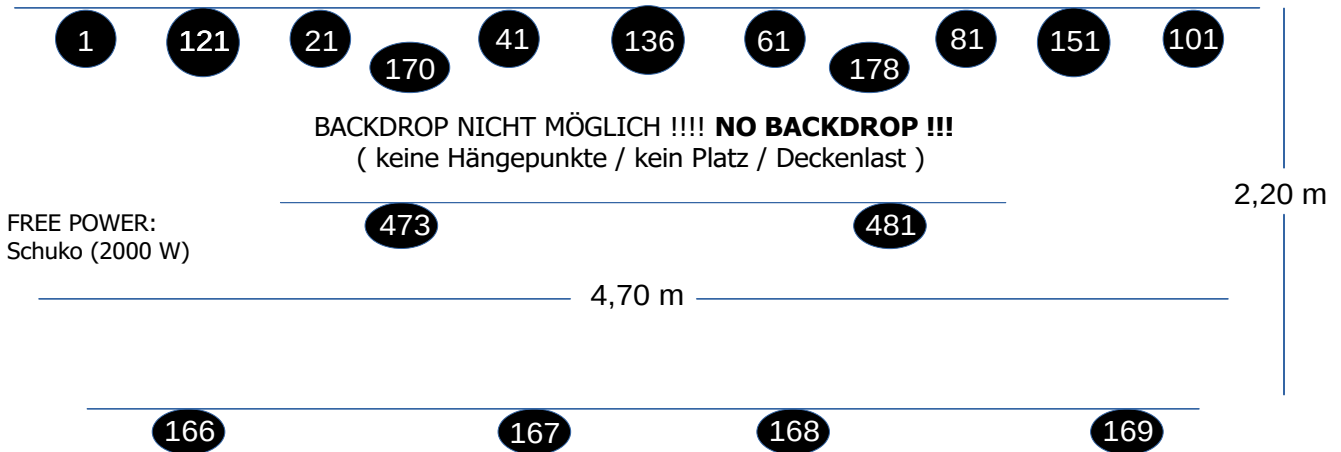 1 121 21 41 136 61 81 151 101
170 178
BACKDROP NICHT MÖGLICH !!!! NO BACKDROP !!!
( keine Hängepunkte / kein Platz / Deckenlast )
2,20 m
473 481
FREE POWER:
Schuko (2000 W)
4,70 m
166 167 168 169